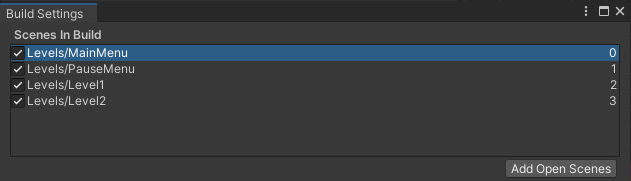 Build Settings
Scenes In Build
Levels/MainMenu 0
Levels/PauseMenu 1
Levels/Level1 2
Levels/Level2 3
Add Open Scenes